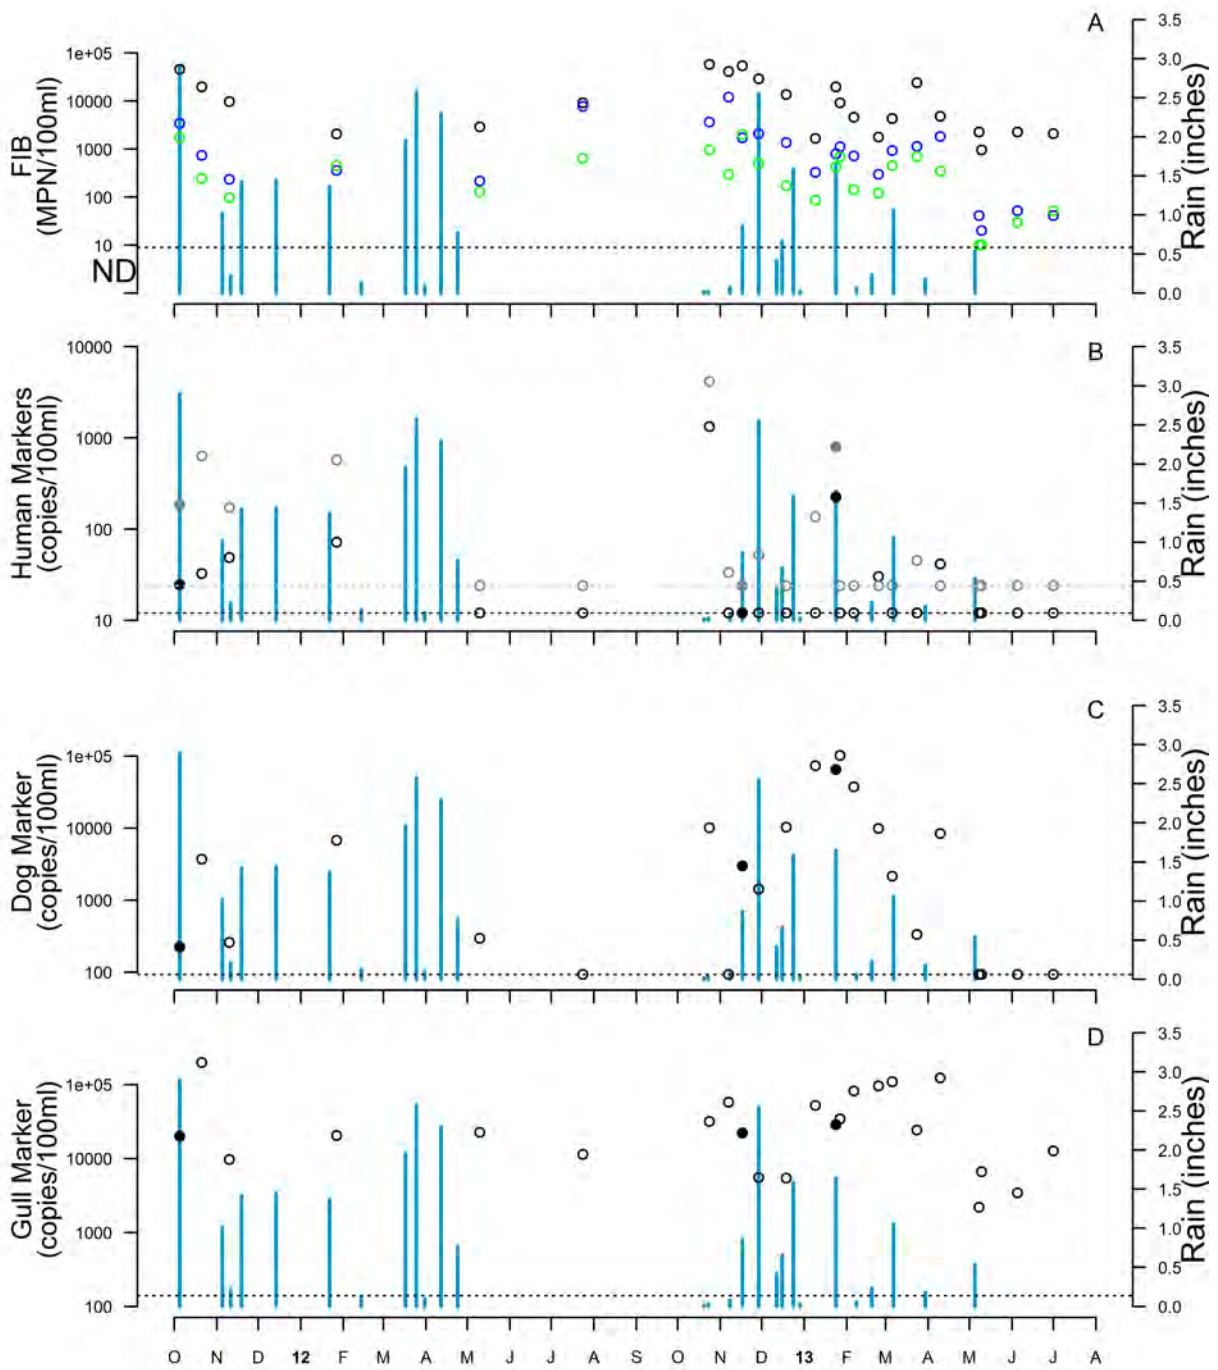 A
FIB
(MPN/100ml)
1e+05
10000
1000
100
10
ND
3.5
3.0
2.5
2.0
1.5
1.0
0.5
0.0
Rain (inches)
B
Human Markers
(copies/100ml)
10000
1000
100
10
3.5
3.0
2.5
2.0
1.5
1.0
0.5
0.0
Rain (inches)
C
Dog Marker
(copies/100ml)
1e+05
10000
1000
100
3.5
3.0
2.5
2.0
1.5
1.0
0.5
0.0
Rain (inches)
D
Gull Marker
(copies/100ml)
1e+05
10000
1000
100
3.5
3.0
2.5
2.0
1.5
1.0
0.5
0.0
Rain (inches)
O N D 12 F M A M J J A S O N D 13 F M A M J J A